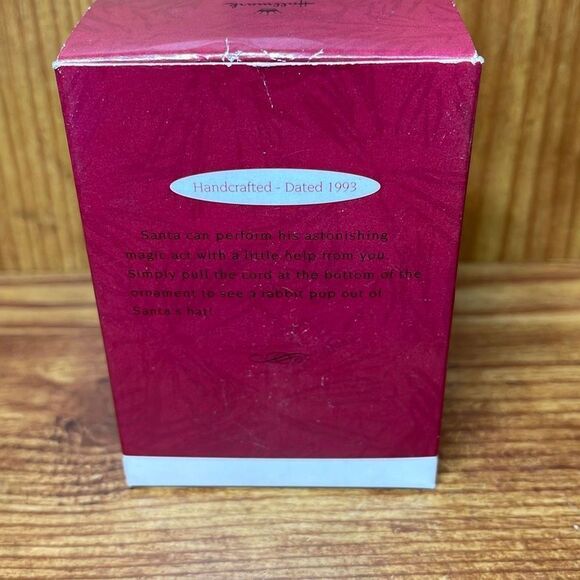 Hallmark
Handcrafted - Dated 1993
Santa can perform his astonishing
magic act with a little help from you.
Simply pull the cord at the bottom of the
ornament to see a rabbit pop out of
Santa's hat!